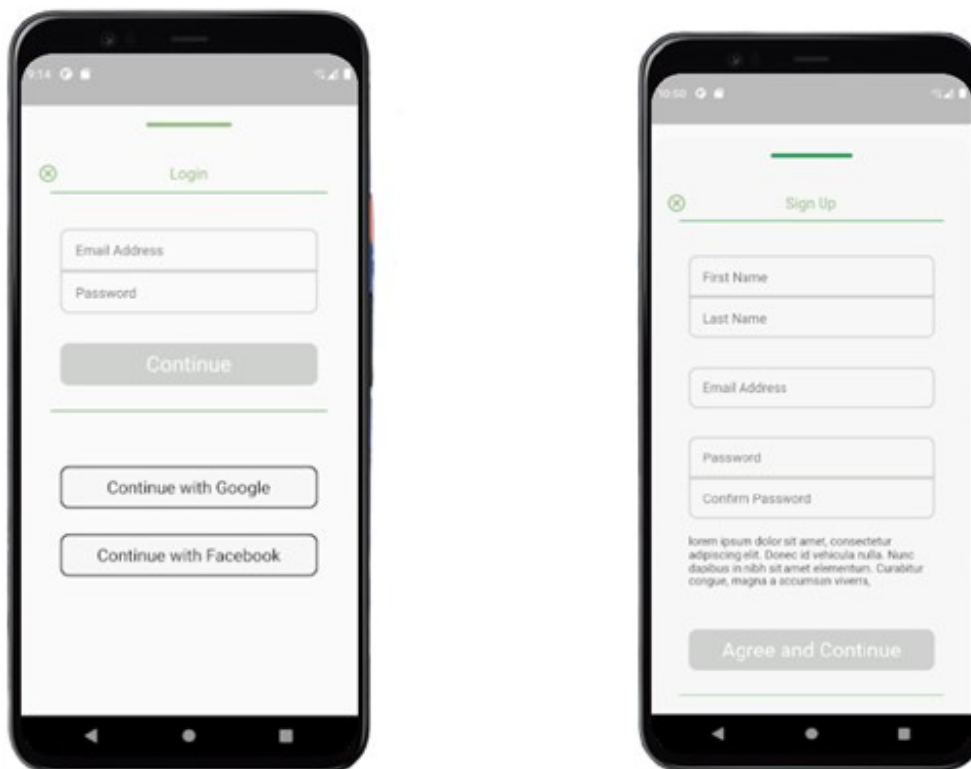 9:14
Login
Email Address
Password
Continue
Continue with Google
Continue with Facebook
10:50
Sign Up
First Name
Last Name
Email Address
Password
Confirm Password
lorem ipsum dolor sit amet, consectetur
adipiscing elit. Donec id vehicula nulla. Nunc
dapibus in nibh sit amet elementum. Curabitur
congue, magna a accumsan viverra,
Agree and Continue